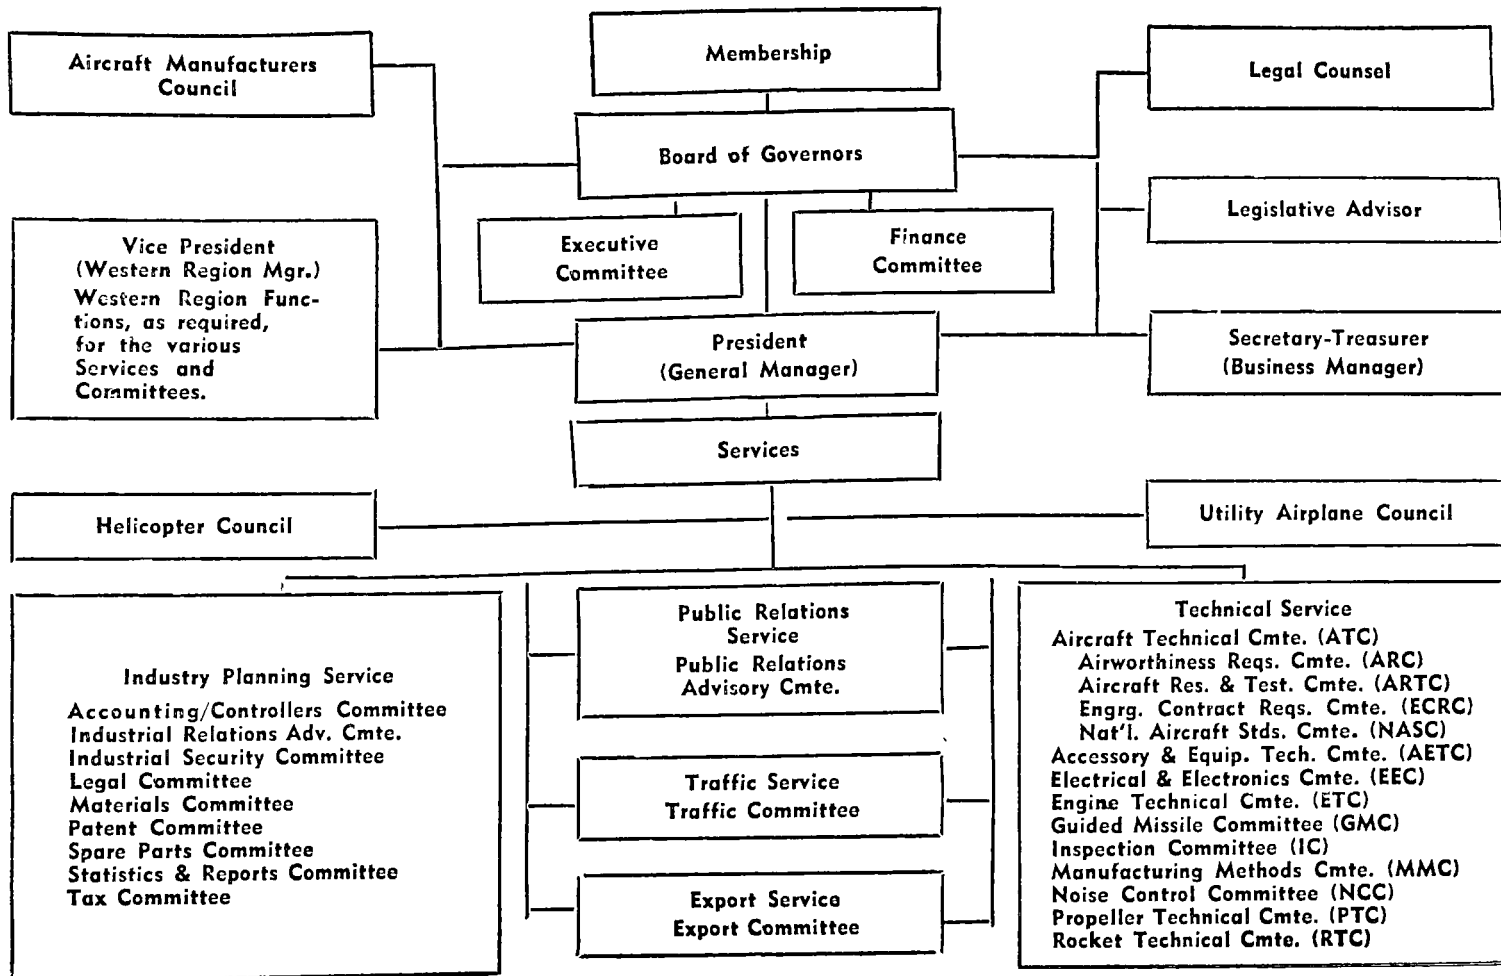 Membership
Aircraft Manufacturers
Council
Legal Counsel
Board of Governors
Legislative Advisor
Vice President
(Western Region Mgr.)
Western Region Func-
tions, as required,
for the various
Services and
Committees.
Executive
Committee
Finance
Committee
President
(General Manager)
Secretary-Treasurer
(Business Manager)
Services
Helicopter Council
Utility Airplane Council
Industry Planning Service
Accounting/Controllers Committee
Industrial Relations Adv. Cmte.
Industrial Security Committee
Legal Committee
Materials Committee
Patent Committee
Spare Parts Committee
Statistics & Reports Committee
Tax Committee
Public Relations
Service
Public Relations
Advisory Cmte.
Traffic Service
Traffic Committee
Export Service
Export Committee
Technical Service
Aircraft Technical Cmte. (ATC)
Airworthiness Reqs. Cmte. (ARC)
Aircraft Res. & Test. Cmte. (ARTC)
Engrg. Contract Reqs. Cmte. (ECRC)
Nat'l. Aircraft Stds. Cmte. (NASC)
Accessory & Equip. Tech. Cmte. (AETC)
Electrical & Electronics Cmte. (EEC)
Engine Technical Cmte. (ETC)
Guided Missile Committee (GMC)
Inspection Committee (IC)
Manufacturing Methods Cmte. (MMC)
Noise Control Committee (NCC)
Propeller Technical Cmte. (PTC)
Rocket Technical Cmte. (RTC)